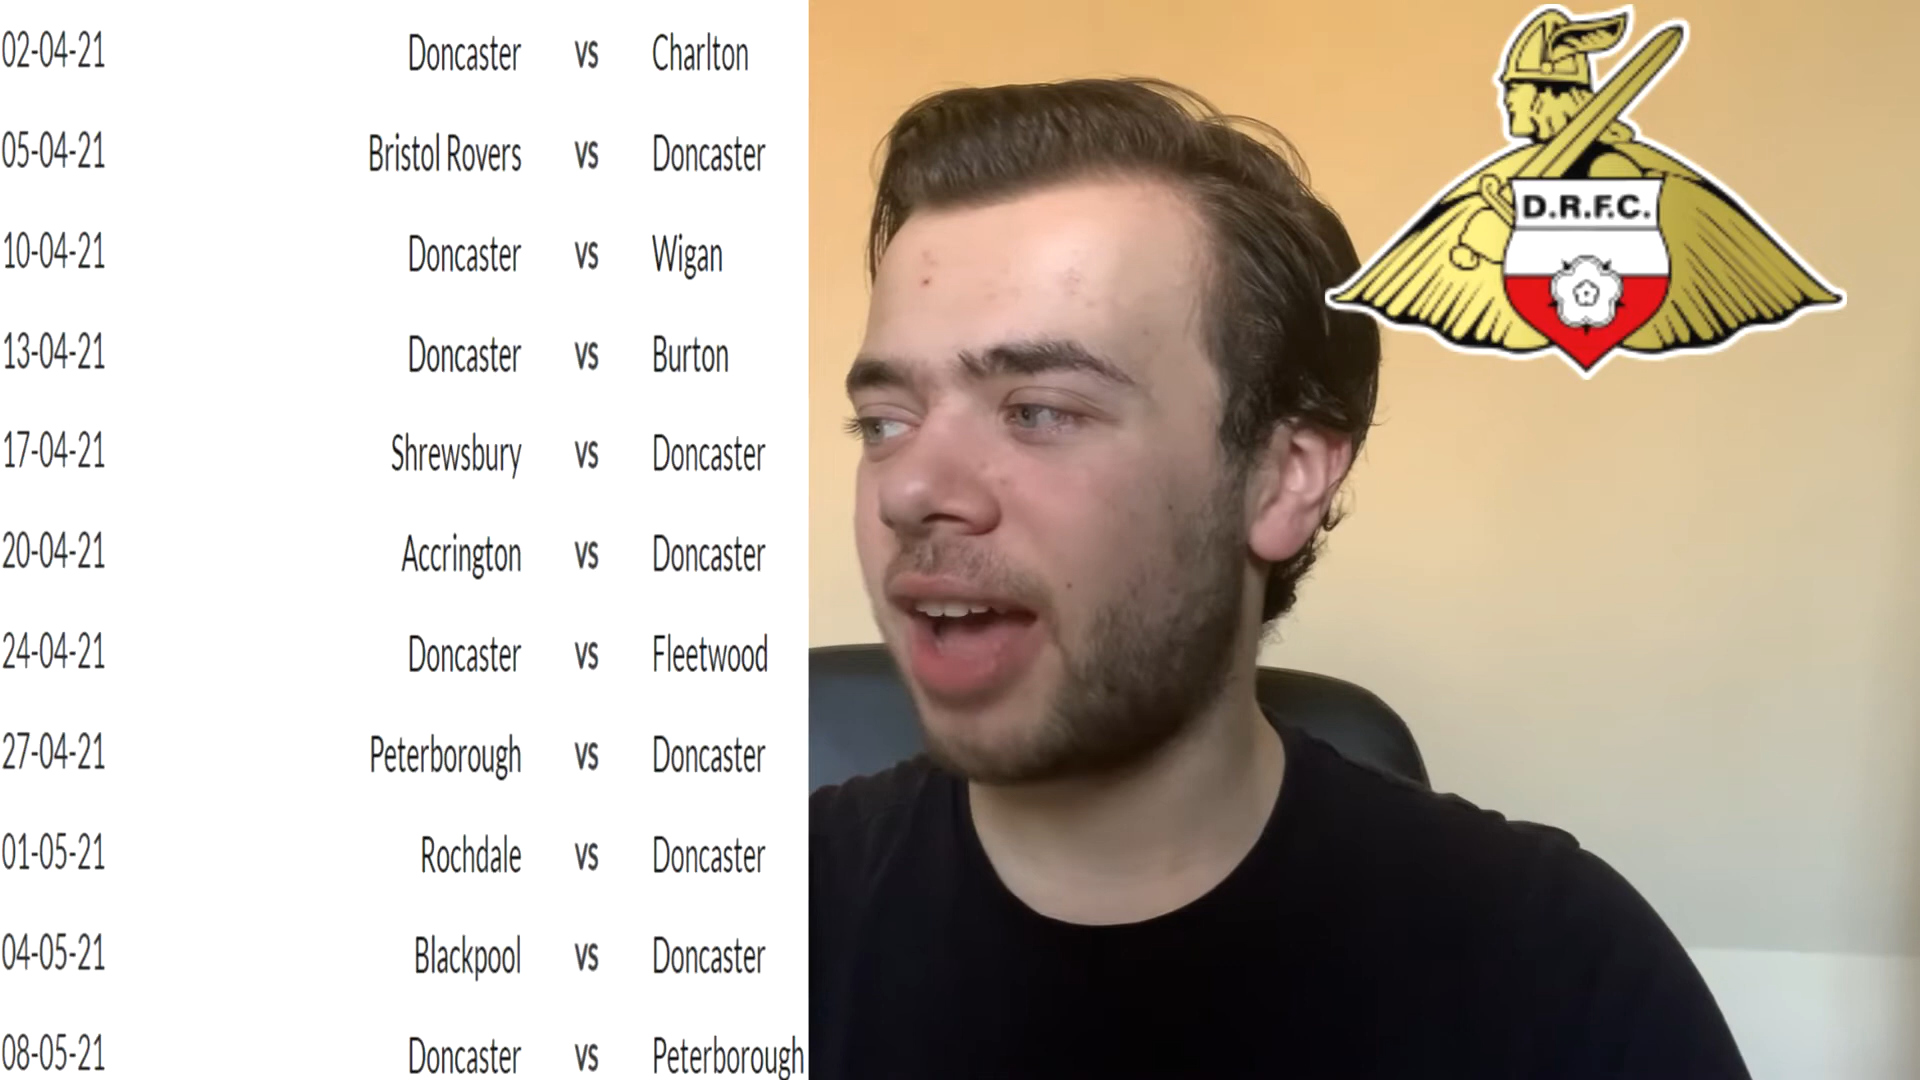 02-04-21 Doncaster vs Charlton
05-04-21 Bristol Rovers vs Doncaster
10-04-21 Doncaster vs Wigan
13-04-21 Doncaster vs Burton
17-04-21 Shrewsbury vs Doncaster
20-04-21 Accrington vs Doncaster
24-04-21 Doncaster vs Fleetwood
27-04-21 Peterborough vs Doncaster
01-05-21 Rochdale vs Doncaster
04-05-21 Blackpool vs Doncaster
08-05-21 Doncaster vs Peterborough
D.R.F.C.